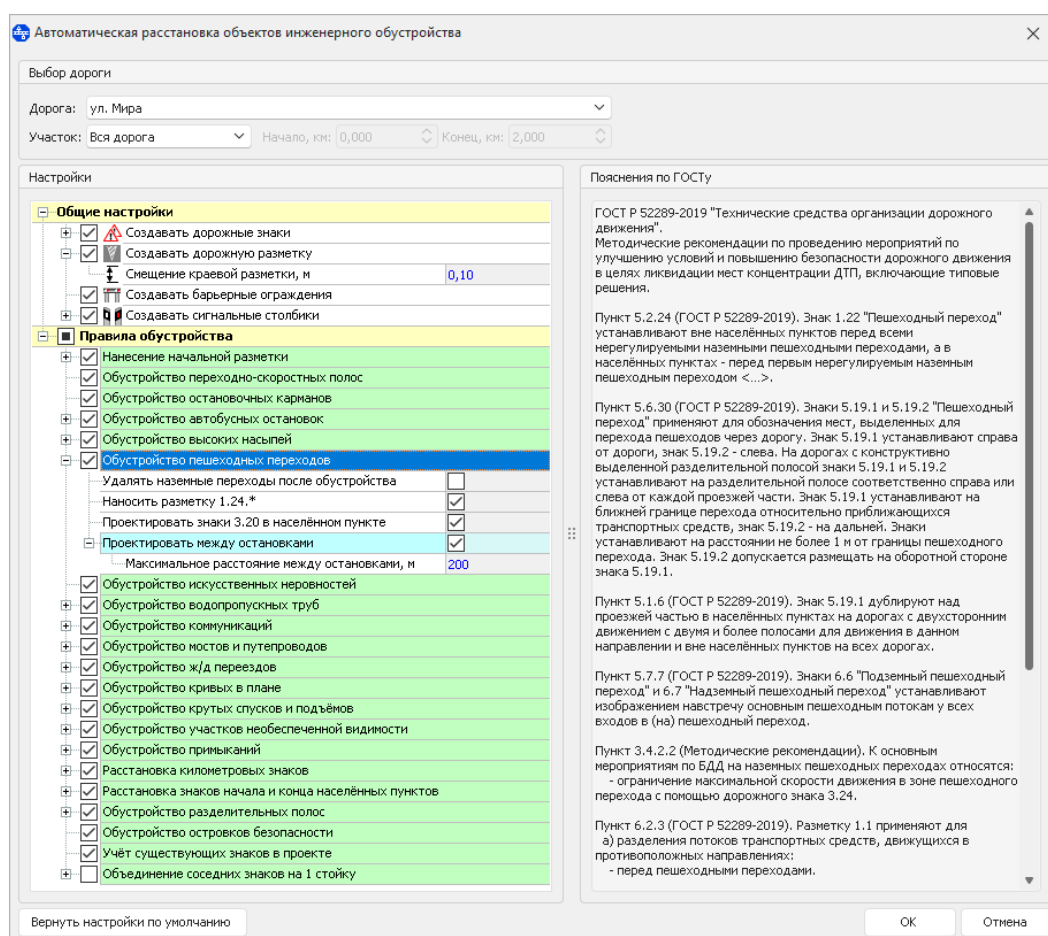 Автоматическая расстановка объектов инженерного обустройства
Выбор дороги
Дорога: ул. Мира
Участок: Вся дорога Начало, км: 0,000 Конец, км: 2,000
Настройки
Общие настройки
Создавать дорожные знаки
Создавать дорожную разметку
Смещение краевой разметки, м 0,10
Создавать барьерные ограждения
Создавать сигнальные столбики
Правила обустройства
Нанесение начальной разметки
Обустройство переходно-скоростных полос
Обустройство остановочных карманов
Обустройство автобусных остановок
Обустройство высоких насыпей
Обустройство пешеходных переходов
Удалять наземные переходы после обустройства
Наносить разметку 1.24.*
Проектировать знаки 3.20 в населённом пункте
Проектировать между остановками
Максимальное расстояние между остановками, м 200
Обустройство искусственных неровностей
Обустройство водопропускных труб
Обустройство коммуникаций
Обустройство мостов и путепроводов
Обустройство ж/д переездов
Обустройство кривых в плане
Обустройство крутых спусков и подъёмов
Обустройство участков необеспеченной видимости
Обустройство примыканий
Расстановка километровых знаков
Расстановка знаков начала и конца населённых пунктов
Обустройство разделительных полос
Обустройство островков безопасности
Учёт существующих знаков в проекте
Объединение соседних знаков на 1 стойку
Пояснения по ГОСТу
ГОСТ Р 52289-2019 "Технические средства организации дорожного
движения".
Методические рекомендации по проведению мероприятий по
улучшению условий и повышению безопасности дорожного движения
в целях ликвидации мест концентрации ДТП, включающие типовые
решения.
Пункт 5.2.24 (ГОСТ Р 52289-2019). Знак 1.22 "Пешеходный переход"
устанавливают вне населённых пунктов перед всеми
нерегулируемыми наземными пешеходными переходами, а в
населённых пунктах - перед первым нерегулируемым наземным
пешеходным переходом <...>.
Пункт 5.6.30 (ГОСТ Р 52289-2019). Знаки 5.19.1 и 5.19.2 "Пешеходный
переход" применяют для обозначения мест, выделенных для
перехода пешеходов через дорогу. Знак 5.19.1 устанавливают справа
от дороги, знак 5.19.2 - слева. На дорогах с конструктивно
выделенной разделительной полосой знаки 5.19.1 и 5.19.2
устанавливают на разделительной полосе соответственно справа или
слева от каждой проезжей части. Знак 5.19.1 устанавливают на
ближней границе перехода относительно приближающихся
транспортных средств, знак 5.19.2 - на дальней. Знаки
устанавливают на расстоянии не более 1 м от границы пешеходного
перехода. Знак 5.19.2 допускается размещать на оборотной стороне
знака 5.19.1.
Пункт 5.1.6 (ГОСТ Р 52289-2019). Знак 5.19.1 дублируют над
проезжей частью в населённых пунктах на дорогах с двухсторонним
движением с двумя и более полосами для движения в данном
направлении и вне населённых пунктов на всех дорогах.
Пункт 5.7.7 (ГОСТ Р 52289-2019). Знаки 6.6 "Подземный пешеходный
переход" и 6.7 "Надземный пешеходный переход" устанавливают
изображением навстречу основным пешеходным потокам у всех
входов в (на) пешеходный переход.
Пункт 3.4.2.2 (Методические рекомендации). К основным
мероприятиям по БДД на наземных пешеходных переходах относятся:
- ограничение максимальной скорости движения в зоне пешеходного
перехода с помощью дорожного знака 3.24.
Пункт 6.2.3 (ГОСТ Р 52289-2019). Разметку 1.1 применяют для
а) разделения потоков транспортных средств, движущихся в
противоположных направлениях:
- перед пешеходными переходами.
Вернуть настройки по умолчанию
ОК
Отмена